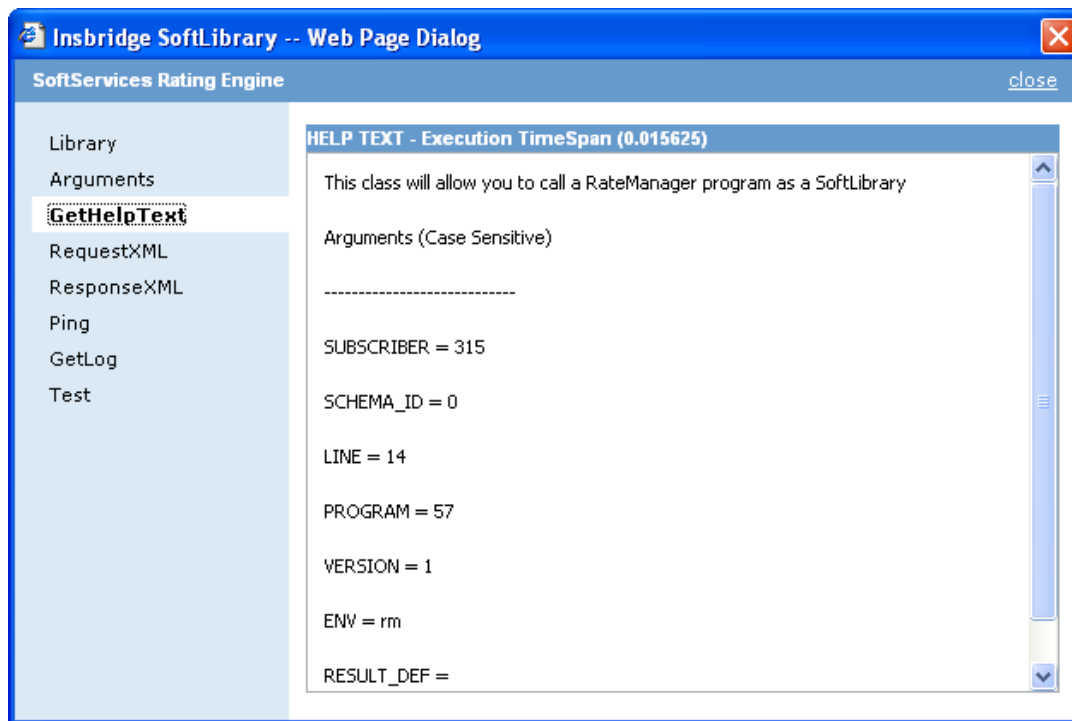 Insbridge SoftLibrary -- Web Page Dialog
SoftServices Rating Engine
close
Library
Arguments
GetHelpText
RequestXML
ResponseXML
Ping
GetLog
Test
HELP TEXT - Execution TimeSpan (0.015625)
This class will allow you to call a RateManager program as a SoftLibrary
Arguments (Case Sensitive)
----------------------------
SUBSCRIBER = 315
SCHEMA_ID = 0
LINE = 14
PROGRAM = 57
VERSION = 1
ENV = rm
RESULT_DEF =